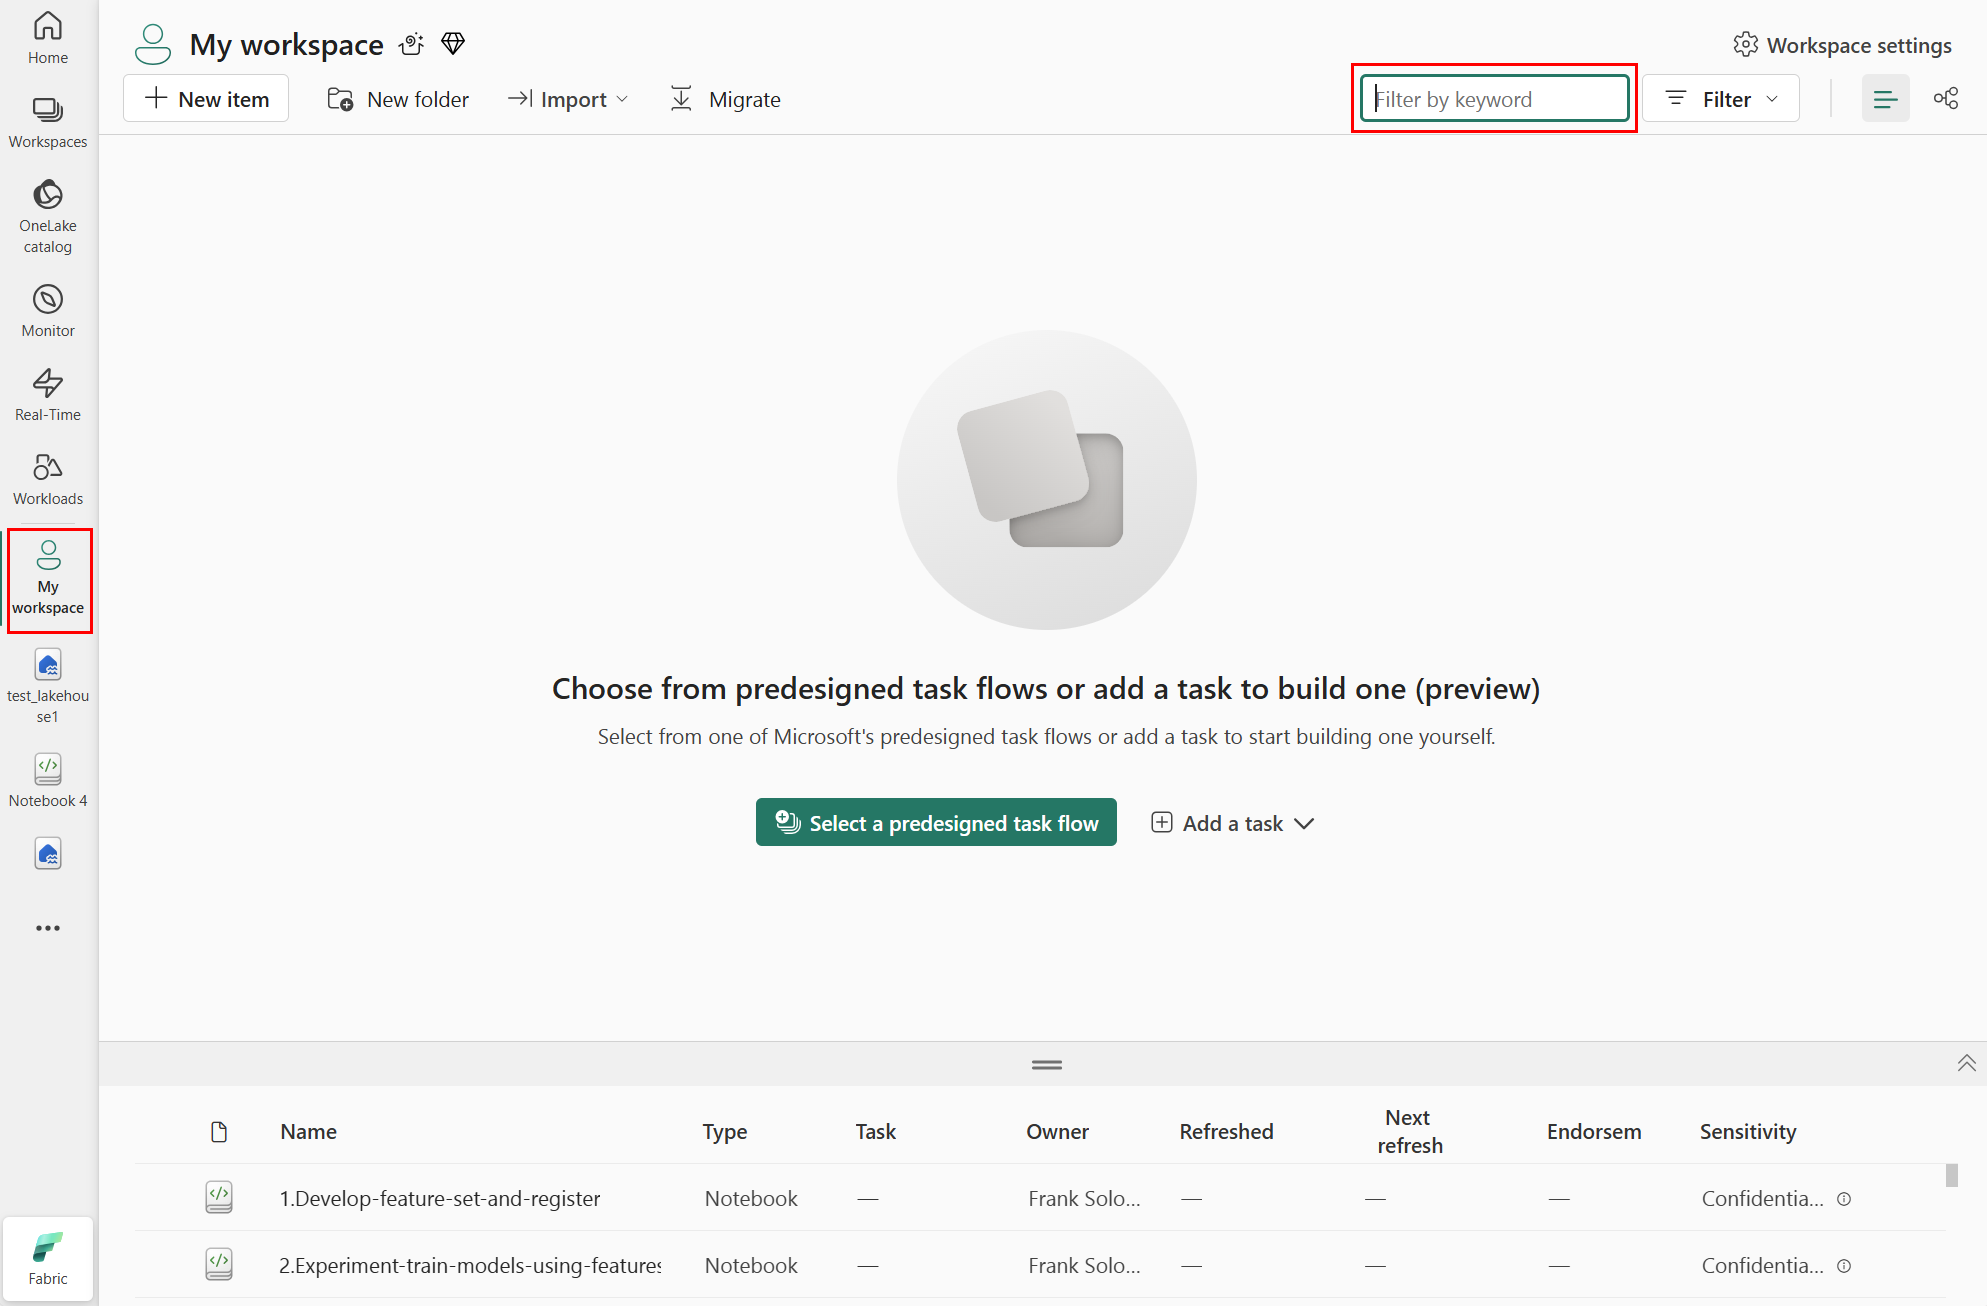 Home
Workspaces
OneLake
catalog
Monitor
Real-Time
Workloads
My
workspace
test_lakehou
se1
Notebook 4
Fabric
My workspace
Workspace settings
New item
New folder
Import
Migrate
Filter by keyword
Filter
Choose from predesigned task flows or add a task to build one (preview)
Select from one of Microsoft's predesigned task flows or add a task to start building one yourself.
Select a predesigned task flow
Add a task
Name Type Task Owner Refreshed Next refresh Endorsem Sensitivity
1.Develop-feature-set-and-register Notebook — Frank Solo... — — — Confidentia...
2.Experiment-train-models-using-features Notebook — Frank Solo... — — — Confidentia...